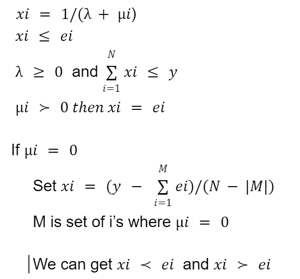 xi = 1/(λ + μi)
xi ≤ ei
λ ≥ 0 and N∑i=1 xi ≤ y
μi > 0 then xi = ei
If μi = 0
Set xi = (y − M∑i=1 ei)/(N − |M|)
M is set of i's where μi = 0
We can get xi < ei and xi > ei